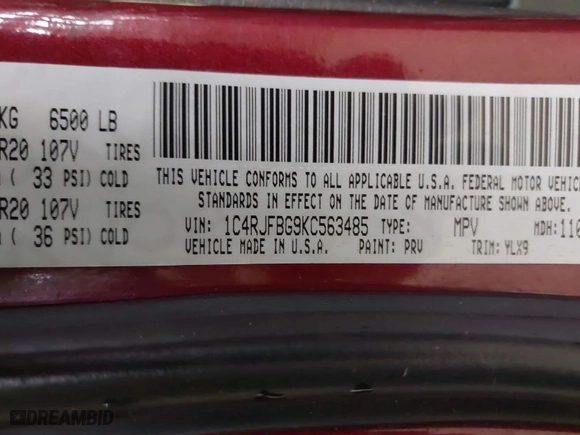 KG 6500 LB
R20 107V TIRES
( 33 PSI) COLD
R20 107V TIRES
( 36 PSI) COLD
THIS VEHICLE CONFORMS TO ALL APPLICABLE U.S.A. FEDERAL MOTOR VEHIC
STANDARDS IN EFFECT ON THE DATE OF MANUFACTURE SHOWN ABOVE.
VIN: 1C4RJFBG9KC563485 TYPE: MPV MDH: 110
VEHICLE MADE IN U.S.A. PAINT: PRV TRIM: YLX9
DREAMBID